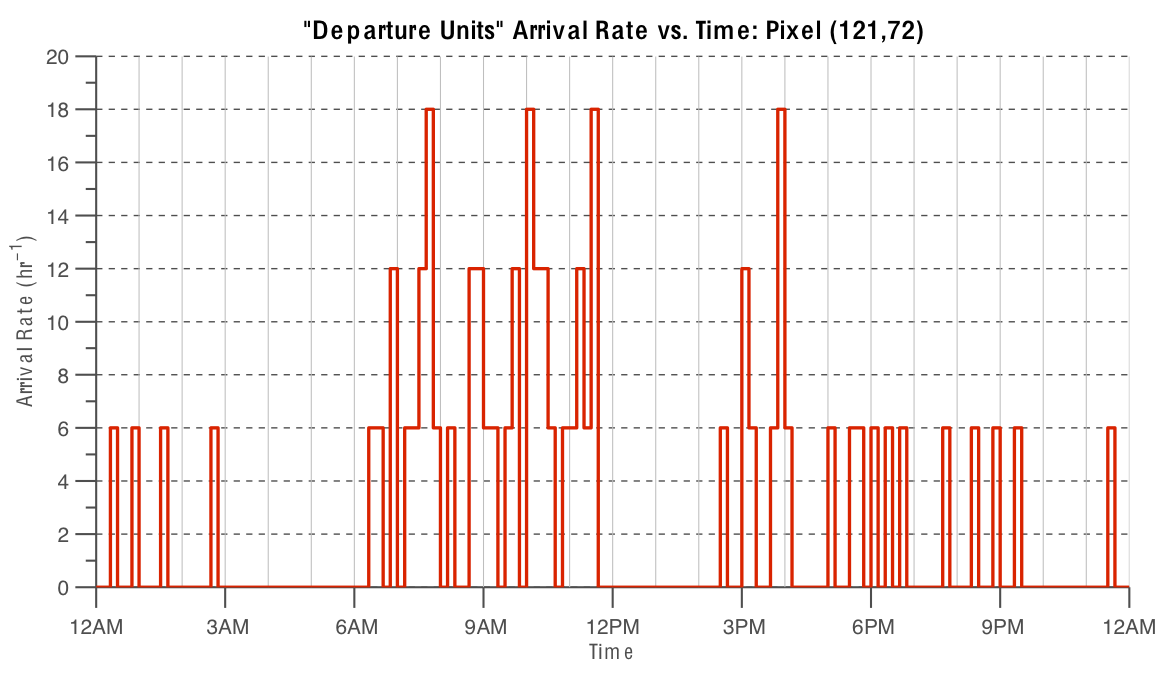 "Departure Units" Arrival Rate vs. Time: Pixel (121,72)
20
18
16
14
12
10
8
6
4
2
0
Arrival Rate (hr⁻¹)
12AM 3AM 6AM 9AM 12PM 3PM 6PM 9PM 12AM
Time